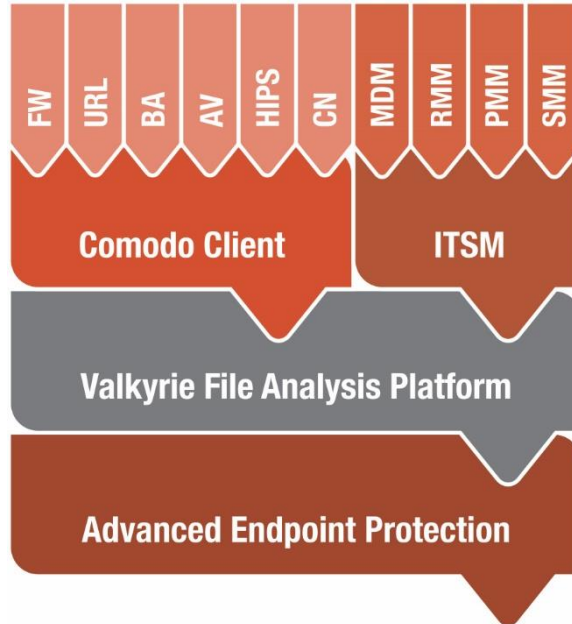 FW
URL
BA
AV
HIPS
CN
MDM
RMM
PMM
SMM
Comodo Client
ITSM
Valkyrie File Analysis Platform
Advanced Endpoint Protection